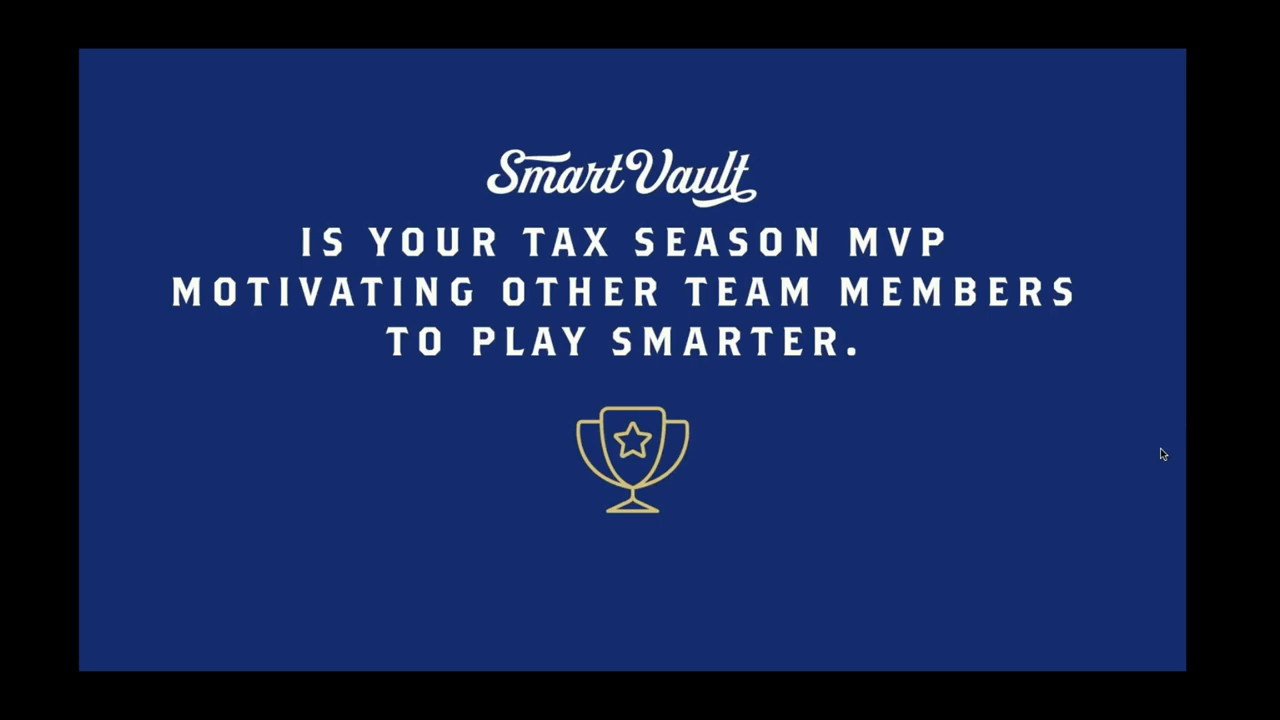 SmartVault
IS YOUR TAX SEASON MVP
MOTIVATING OTHER TEAM MEMBERS
TO PLAY SMARTER.